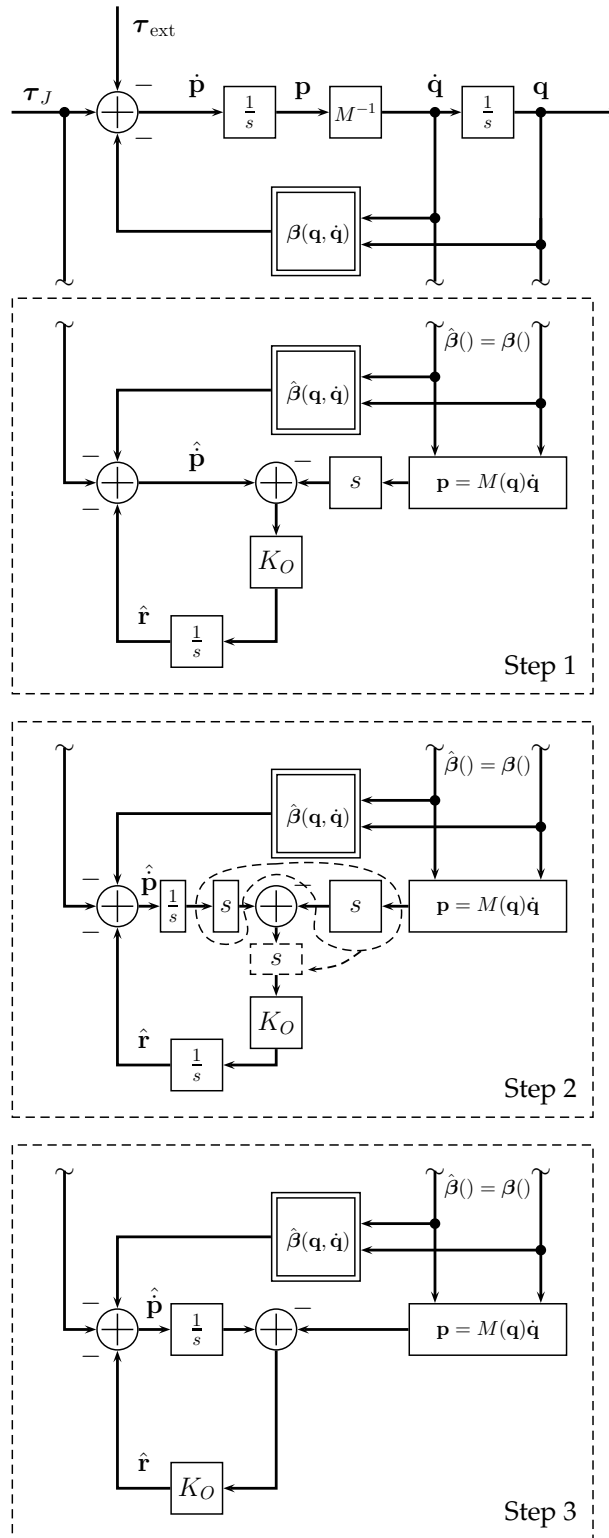 τ_ext
−
τ_J ṗ 1/s p M⁻¹ q̇ 1/s q
−
β(q, q̇)
β̂() = β()
β̂(q, q̇)
−
p̂̇ − s p = M(q)q̇
−
K_O
r̂ 1/s
Step 1
β̂() = β()
β̂(q, q̇)
−
p̂̇ 1/s s − s p = M(q)q̇
−
s
K_O
r̂ 1/s
Step 2
β̂() = β()
β̂(q, q̇)
−
p̂̇ 1/s − p = M(q)q̇
−
r̂ K_O
Step 3